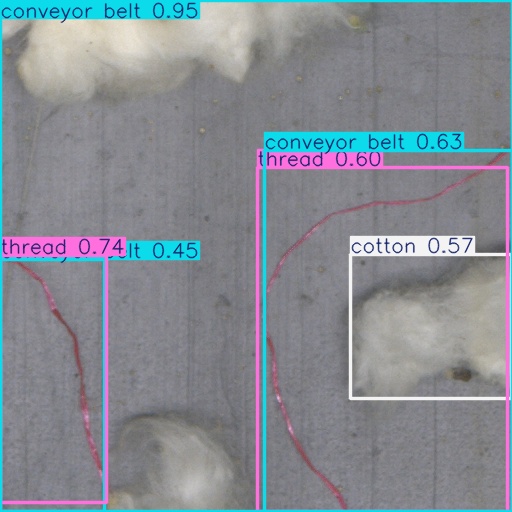 conveyor belt 0.95
conveyor belt 0.63
thread 0.60
thread 0.74
belt 0.45
cotton 0.57